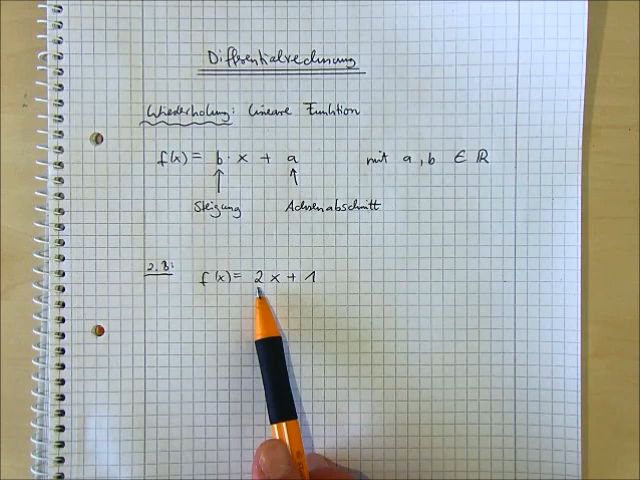 Differentialrechnung
Wiederholung: Lineare Funktion
f(x) = b · x + a mit a, b ∈ ℝ
↑ ↑
Steigung Achsenabschnitt
z.B.: f(x) = 2x + 1